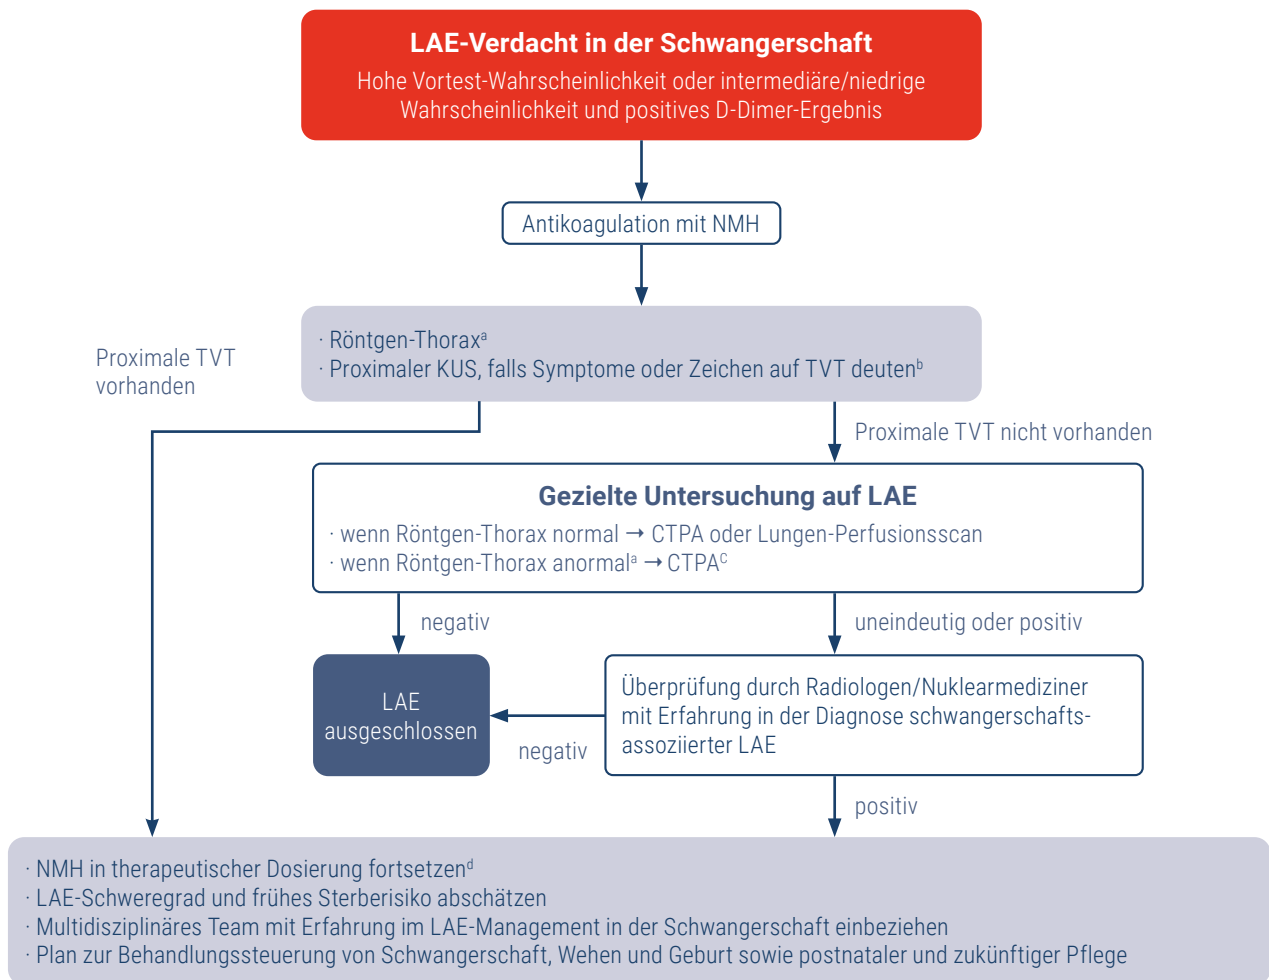 LAE-Verdacht in der Schwangerschaft
Hohe Vortest-Wahrscheinlichkeit oder intermediäre/niedrige
Wahrscheinlichkeit und positives D-Dimer-Ergebnis
Antikoagulation mit NMH
· Röntgen-Thoraxᵃ
· Proximaler KUS, falls Symptome oder Zeichen auf TVT deutenᵇ
Proximale TVT
vorhanden
Proximale TVT nicht vorhanden
Gezielte Untersuchung auf LAE
· wenn Röntgen-Thorax normal → CTPA oder Lungen-Perfusionsscan
· wenn Röntgen-Thorax anormalᵃ → CTPAᶜ
negativ
uneindeutig oder positiv
LAE
ausgeschlossen
Überprüfung durch Radiologen/Nuklearmediziner
mit Erfahrung in der Diagnose schwangerschafts-
assoziierter LAE
negativ
positiv
· NMH in therapeutischer Dosierung fortsetzenᵈ
· LAE-Schweregrad und frühes Sterberisiko abschätzen
· Multidisziplinäres Team mit Erfahrung im LAE-Management in der Schwangerschaft einbeziehen
· Plan zur Behandlungssteuerung von Schwangerschaft, Wehen und Geburt sowie postnataler und zukünftiger Pflege